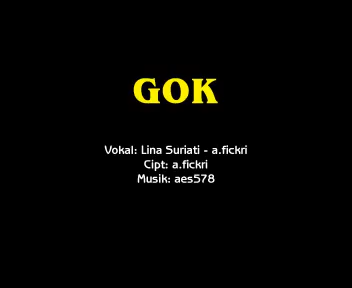 GOK
Vokal: Lina Suriati - a.fickri
Cipt: a.fickri
Musik: aes578